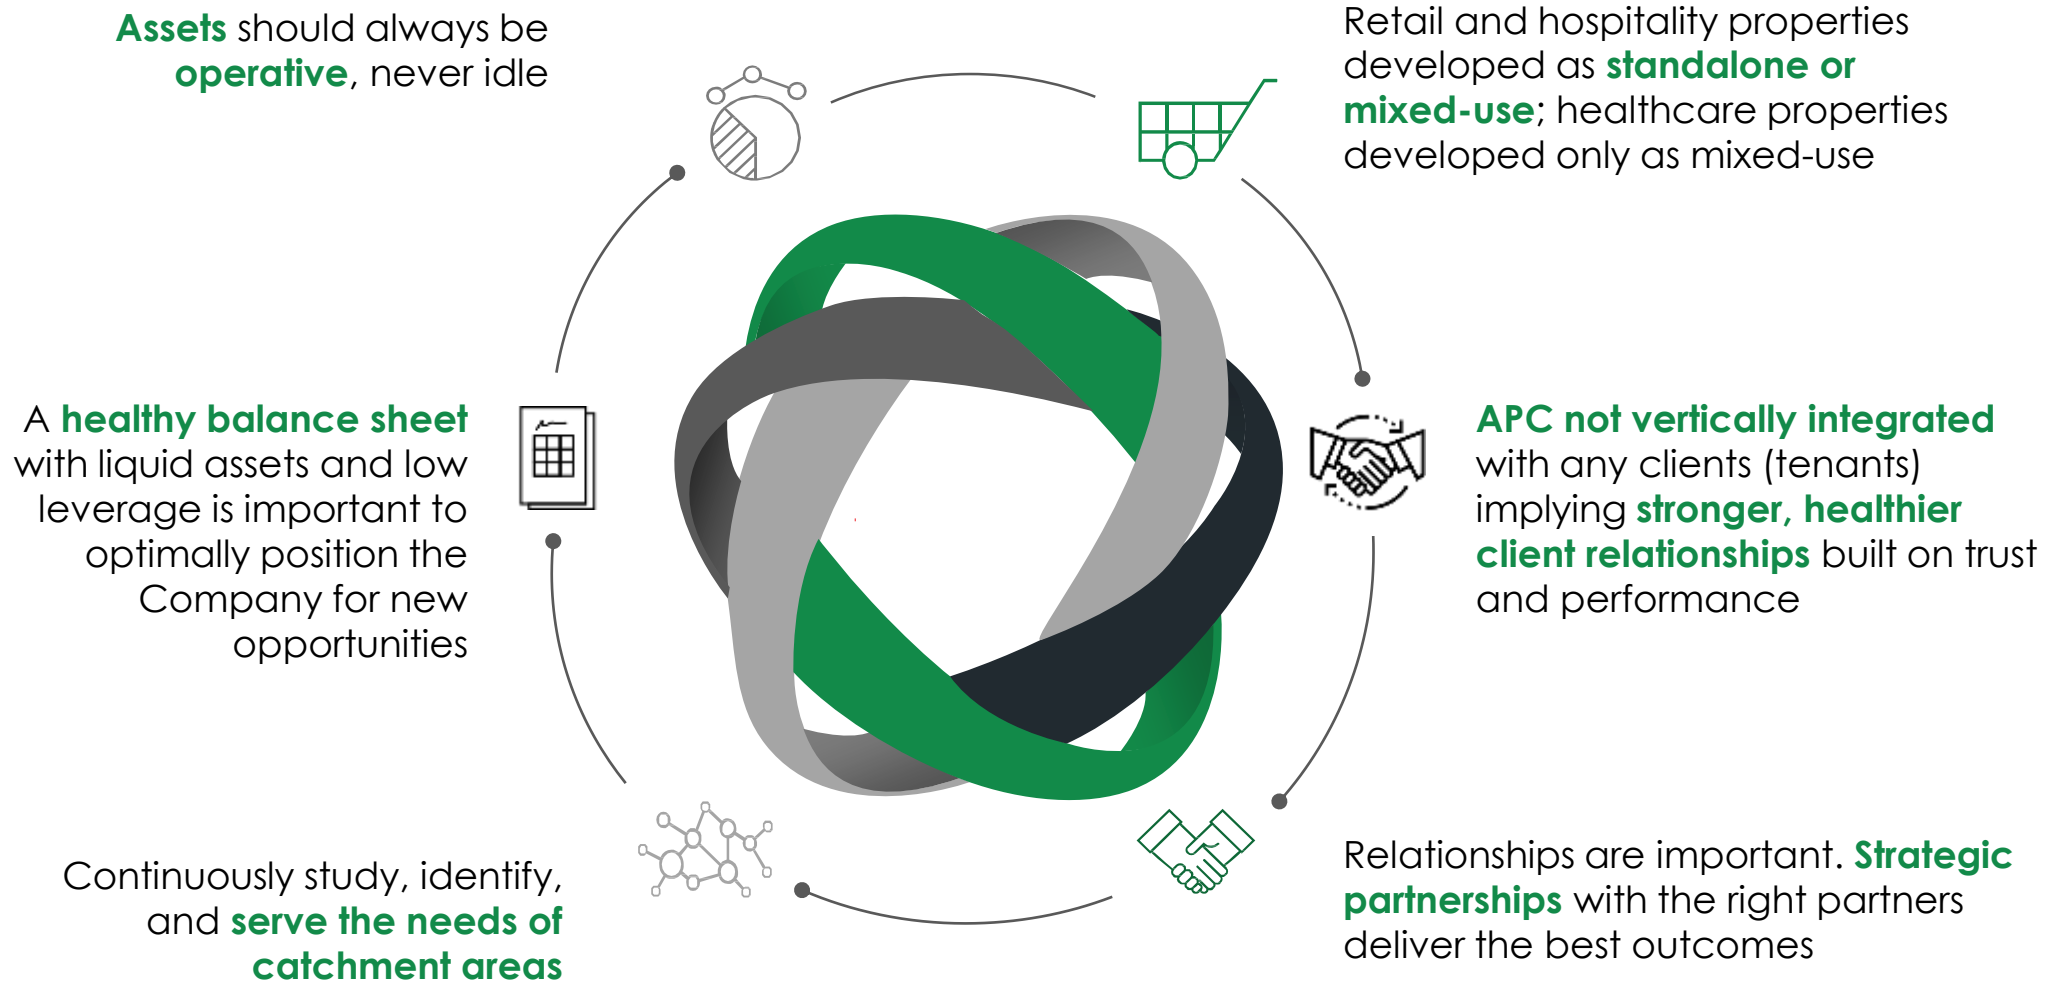 Assets should always be
operative, never idle
Retail and hospitality properties
developed as standalone or
mixed-use; healthcare properties
developed only as mixed-use
A healthy balance sheet
with liquid assets and low
leverage is important to
optimally position the
Company for new
opportunities
APC not vertically integrated
with any clients (tenants)
implying stronger, healthier
client relationships built on trust
and performance
Continuously study, identify,
and serve the needs of
catchment areas
Relationships are important. Strategic
partnerships with the right partners
deliver the best outcomes